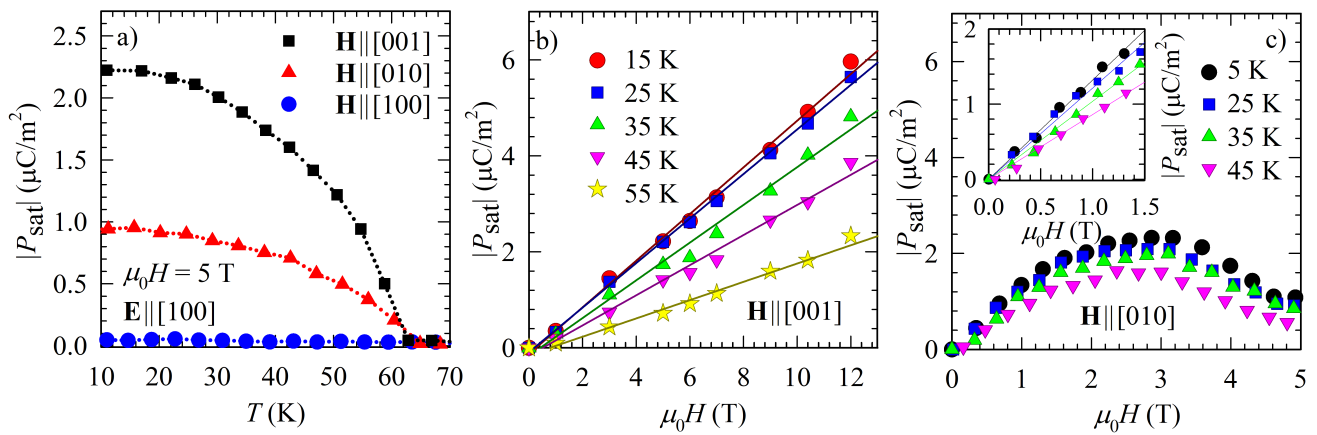 a)
H||[001]
H||[010]
H||[100]
2.5
2.0
1.5
1.0
0.5
0.0
|P_sat| (μC/m²)
μ₀H = 5 T
E||[100]
10 20 30 40 50 60 70
T (K)
b)
15 K
25 K
35 K
45 K
55 K
6
4
2
0
|P_sat| (μC/m²)
H||[001]
0 2 4 6 8 10 12
μ₀H (T)
c)
5 K
25 K
35 K
45 K
2
1
0
|P_sat| (μC/m²)
0.0 0.5 1.0 1.5
μ₀H (T)
6
4
2
0
|P_sat| (μC/m²)
H||[010]
0 1 2 3 4 5
μ₀H (T)